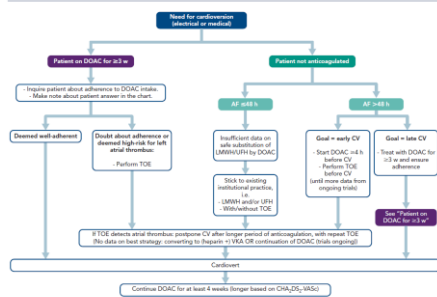 Need for cardioversion
(electrical or medical)
Patient on DOAC for ≥3 w
Patient not anticoagulated
- Inquire patient about adherence to DOAC intake.
- Make note about patient answer in the chart.
AF ≤48 h
AF >48 h
Deemed well-adherent
Doubt about adherence or
deemed high-risk for left
atrial thrombus:
- Perform TOE
Insufficient data on
safe substitution of
LMWH/UFH by DOAC
Stick to existing
institutional practice,
i.e.
- LMWH and/or UFH
- With/without TOE
Goal = early CV
- Start DOAC ≥4 h
before CV
- Perform TOE
before CV
(until more data from
ongoing trials)
Goal = late CV
- Treat with DOAC for
≥3 w and ensure
adherence
See "Patient on
DOAC for ≥3 w"
If TOE detects atrial thrombus: postpone CV after longer period of anticoagulation, with repeat TOE
(No data on best strategy: converting to (heparin +) VKA OR continuation of DOAC (trials ongoing)
Cardiovert
Continue DOAC for at least 4 weeks (longer based on CHA₂DS₂-VASc)